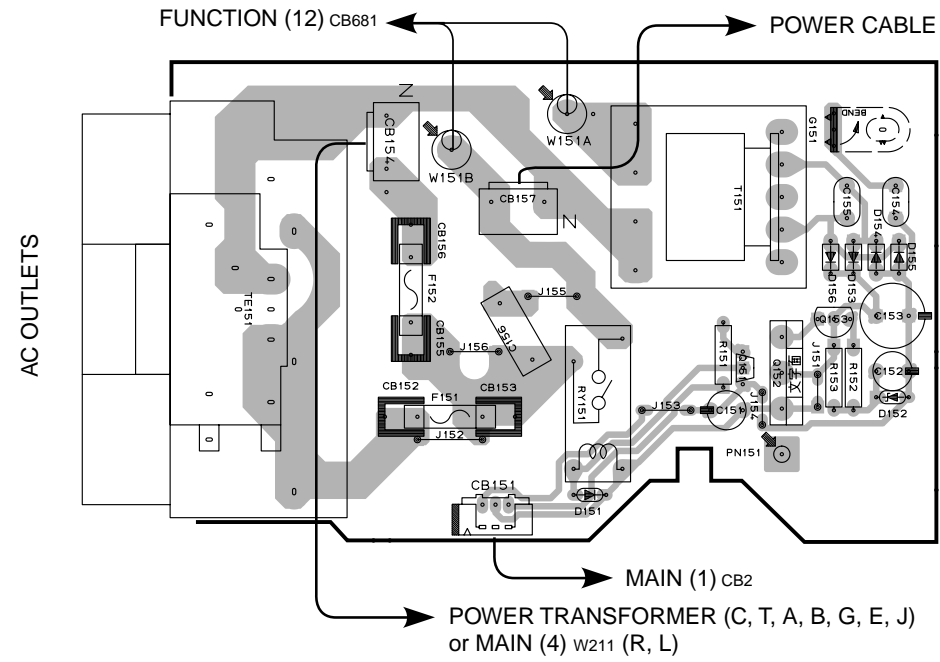 FUNCTION (12) CB681
POWER CABLE
AC OUTLETS
Z
CB154
W151B
W151A
CB157
Z
G151
T151
BEND
C155
C154
D154
D155
D156
D153
CB156
F152
CB155
TE151
J155
C156
J156
Q153
C153
CB152
CB153
F151
J152
RY151
J153
R151
Q151
Q152
J151
R153
R152
C152
D152
C151
J154
PN151
CB151
D151
MAIN (1) CB2
POWER TRANSFORMER (C, T, A, B, G, E, J)
or MAIN (4) W211 (R, L)